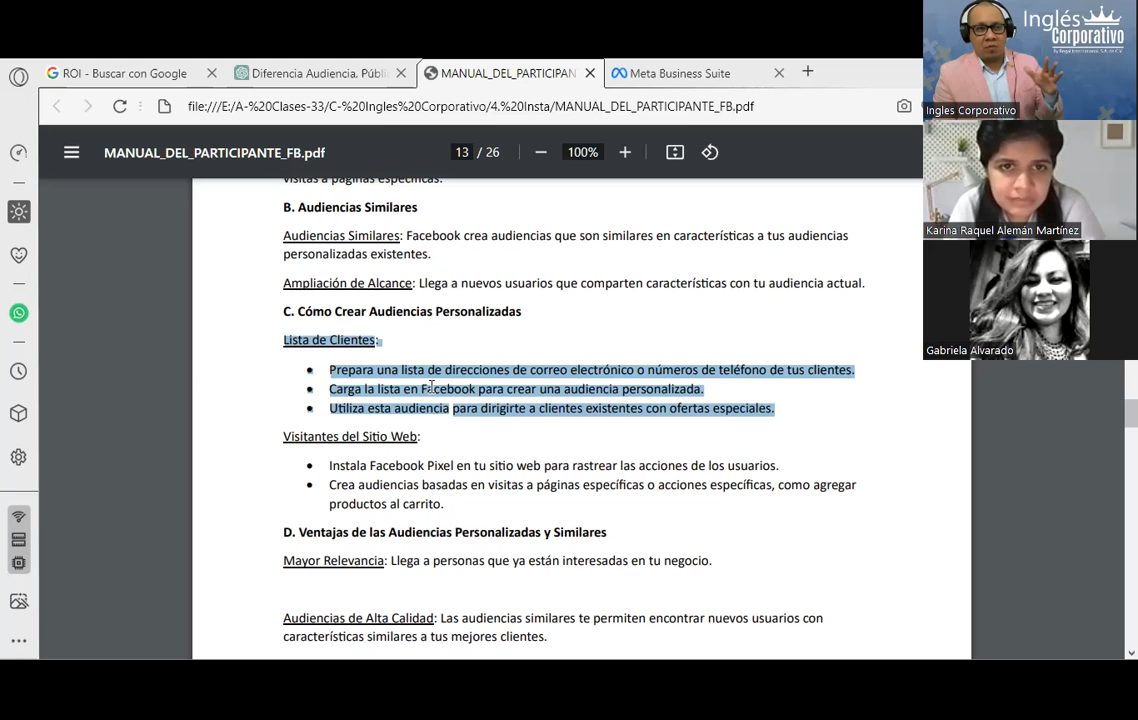 ROI - Buscar con Google
Diferencia Audiencia, Públi
MANUAL_DEL_PARTICIPAN
Meta Business Suite
file:///E:/A-%20Clases-33/C-%20Ingles%20Corporativo/4.%20Insta/MANUAL_DEL_PARTICIPANTE_FB.pdf
MANUAL_DEL_PARTICIPANTE_FB.pdf
13 / 26
100%
visitas a páginas específicas.
B. Audiencias Similares
Audiencias Similares: Facebook crea audiencias que son similares en características a tus audiencias
personalizadas existentes.
Ampliación de Alcance: Llega a nuevos usuarios que comparten características con tu audiencia actual.
C. Cómo Crear Audiencias Personalizadas
Lista de Clientes:
• Prepara una lista de direcciones de correo electrónico o números de teléfono de tus clientes.
• Carga la lista en Facebook para crear una audiencia personalizada.
• Utiliza esta audiencia para dirigirte a clientes existentes con ofertas especiales.
Visitantes del Sitio Web:
• Instala Facebook Pixel en tu sitio web para rastrear las acciones de los usuarios.
• Crea audiencias basadas en visitas a páginas específicas o acciones específicas, como agregar
productos al carrito.
D. Ventajas de las Audiencias Personalizadas y Similares
Mayor Relevancia: Llega a personas que ya están interesadas en tu negocio.
Audiencias de Alta Calidad: Las audiencias similares te permiten encontrar nuevos usuarios con
características similares a tus mejores clientes.
Inglés
Corporativo
Ingles Corporativo
Karina Raquel Alemán Martínez
Gabriela Alvarado